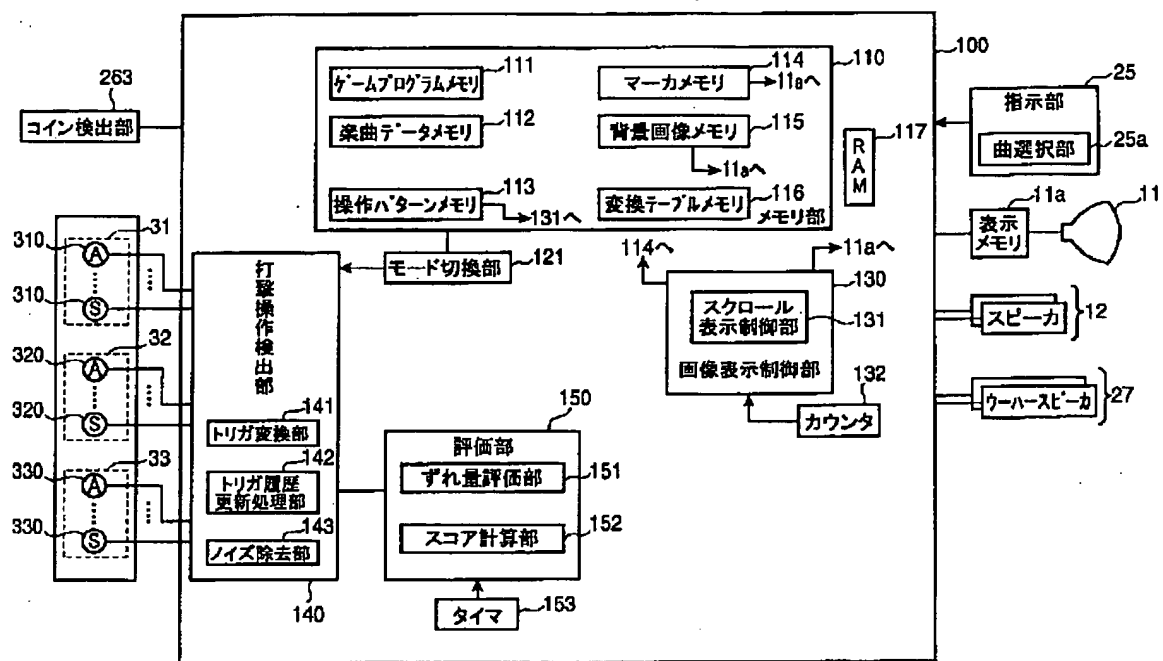 100
263
コイン検出部
110
111
ゲームプログラムメモリ
114
マーカメモリ
11aへ
112
楽曲データメモリ
115
背景画像メモリ
11aへ
117
RAM
113
操作パターンメモリ
131へ
116
変換テーブルメモリ
メモリ部
25
指示部
曲選択部
25a
11a
表示
メモリ
11
121
モード切換部
114へ
11aへ
130
スクロール
表示制御部
131
画像表示制御部
132
カウンタ
スピーカ
12
ウーハースピーカ
27
310
31
A
310
S
320
32
A
320
S
330
33
A
330
S
打撃操作検出部
141
トリガ変換部
142
トリガ履歴
更新処理部
143
ノイズ除去部
140
150
評価部
151
ずれ量評価部
152
スコア計算部
153
タイマ